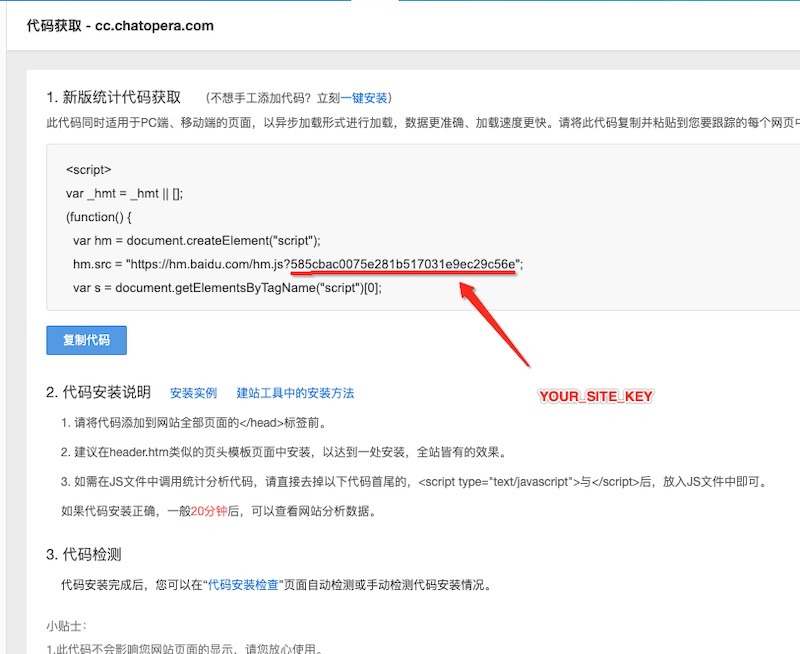 代码获取 - cc.chatopera.com
1. 新版统计代码获取 （不想手工添加代码？立刻一键安装）
此代码同时适用于PC端、移动端的页面，以异步加载形式进行加载，数据更准确、加载速度更快。请将此代码复制并粘贴到您要跟踪的每个网页
<script>
var _hmt = _hmt || [];
(function() {
var hm = document.createElement("script");
hm.src = "https://hm.baidu.com/hm.js?585cbac0075e281b517031e9ec29c56e";
var s = document.getElementsByTagName("script")[0];
复制代码
YOUR_SITE_KEY
2. 代码安装说明 安装实例 建站工具中的安装方法
1. 请将代码添加到网站全部页面的</head>标签前。
2. 建议在header.htm类似的页头模板页面中安装，以达到一处安装，全站皆有的效果。
3. 如需在JS文件中调用统计分析代码，请直接去掉以下代码首尾的，<script type="text/javascript">与</script>后，放入JS文件中即可。
如果代码安装正确，一般20分钟后，可以查看网站分析数据。
3. 代码检测
代码安装完成后，您可以在“代码安装检查”页面自动检测或手动检测代码安装情况。
小贴士：
1.此代码不会影响您网站页面的显示，请您放心使用。